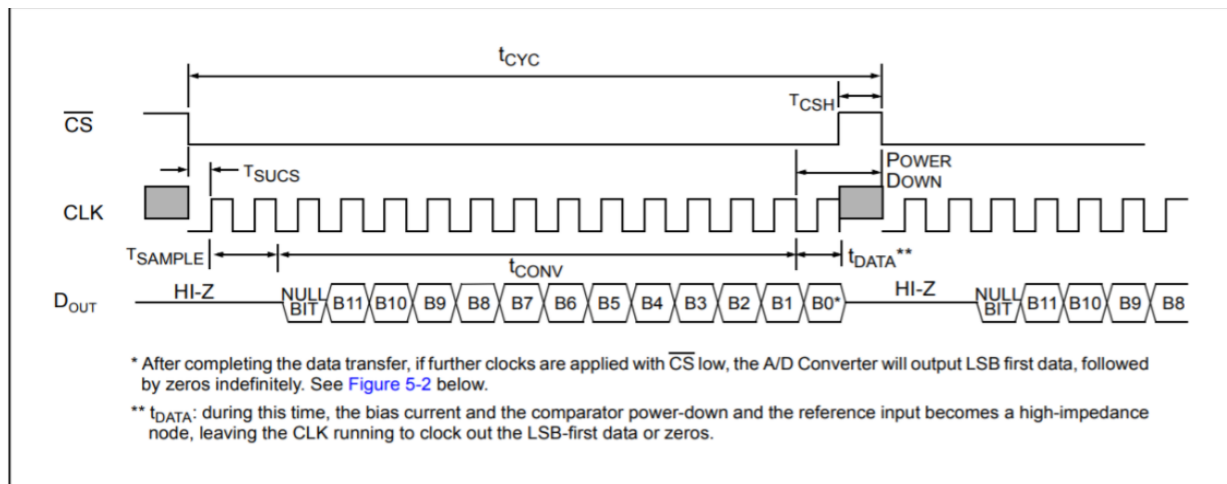 tCYC
TCSH
CS
POWER
DOWN
TSUCS
CLK
TSAMPLE
tCONV
tDATA**
HI-Z
NULL BIT B11 B10 B9 B8 B7 B6 B5 B4 B3 B2 B1 B0*
HI-Z
NULL BIT B11 B10 B9 B8
DOUT
* After completing the data transfer, if further clocks are applied with CS low, the A/D Converter will output LSB first data, followed
by zeros indefinitely. See Figure 5-2 below.
** tDATA: during this time, the bias current and the comparator power-down and the reference input becomes a high-impedance
node, leaving the CLK running to clock out the LSB-first data or zeros.